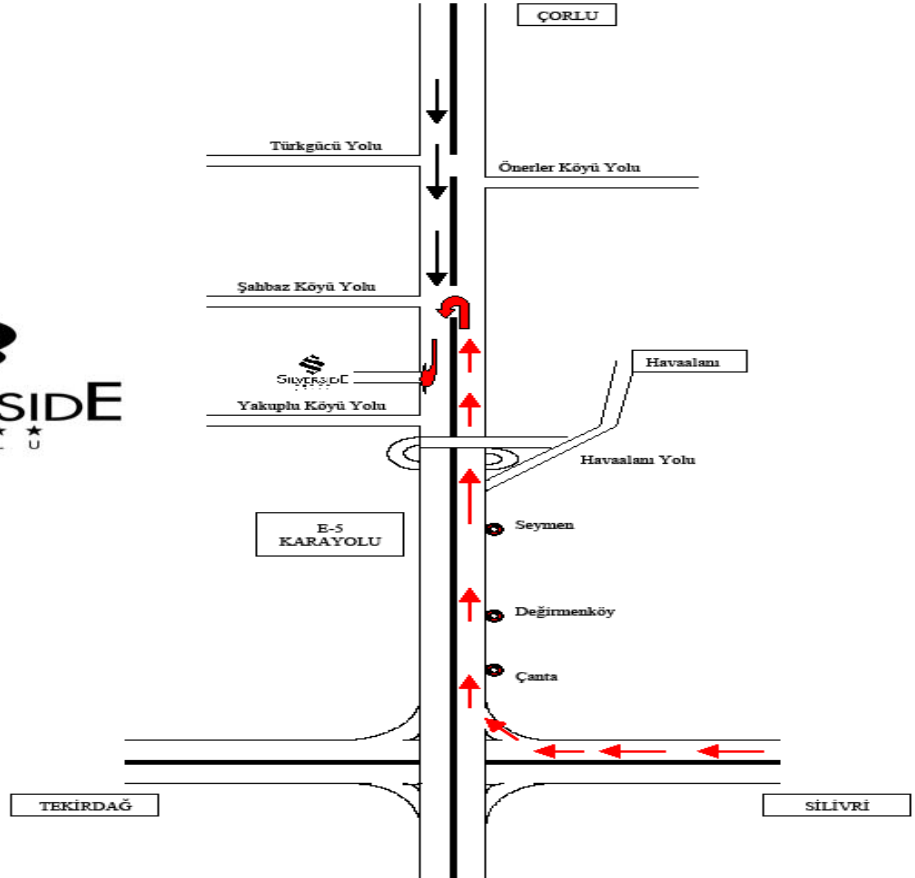 ÇORLU
Türkgücü Yolu
Önerler Köyü Yolu
Şahbaz Köyü Yolu
SILVERSIDE
Havaalanı
SIDE
L U
Yakuplu Köyü Yolu
Havaalanı Yolu
E-5
KARAYOLU
Seymen
Değirmenköy
Çanta
TEKİRDAĞ
SİLİVRİ